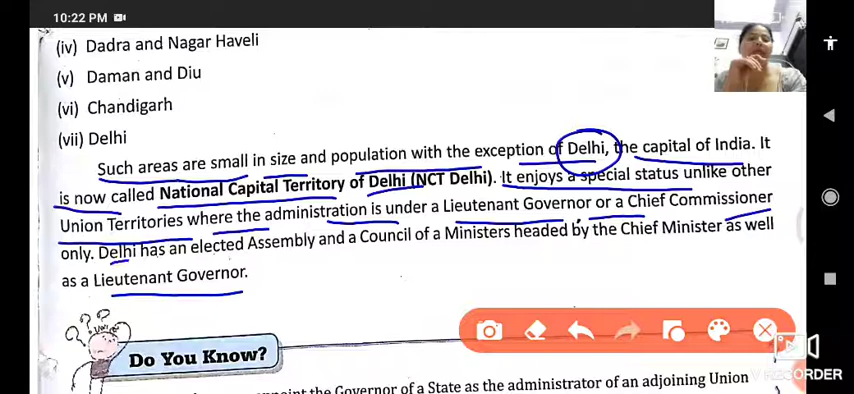 10:22 PM
(iv) Dadra and Nagar Haveli
(v) Daman and Diu
(vi) Chandigarh
(vii) Delhi
Such areas are small in size and population with the exception of Delhi, the capital of India. It
is now called National Capital Territory of Delhi (NCT Delhi). It enjoys a special status unlike other
Union Territories where the administration is under a Lieutenant Governor or a Chief Commissioner
only. Delhi has an elected Assembly and a Council of a Ministers headed by the Chief Minister as well
as a Lieutenant Governor.
???
Do You Know?
the Governor of a State as the administrator of an adjoining Union
RECORDER